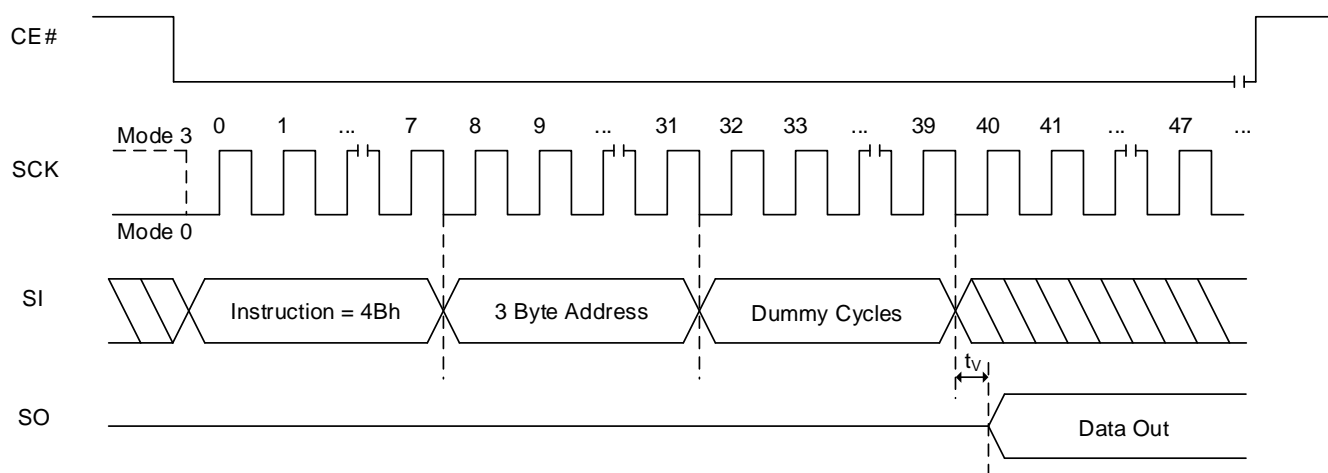 CE#
Mode 3 0 1 ... 7 8 9 ... 31 32 33 ... 39 40 41 ... 47 ...
SCK
Mode 0
SI Instruction = 4Bh 3 Byte Address Dummy Cycles
tV
SO Data Out